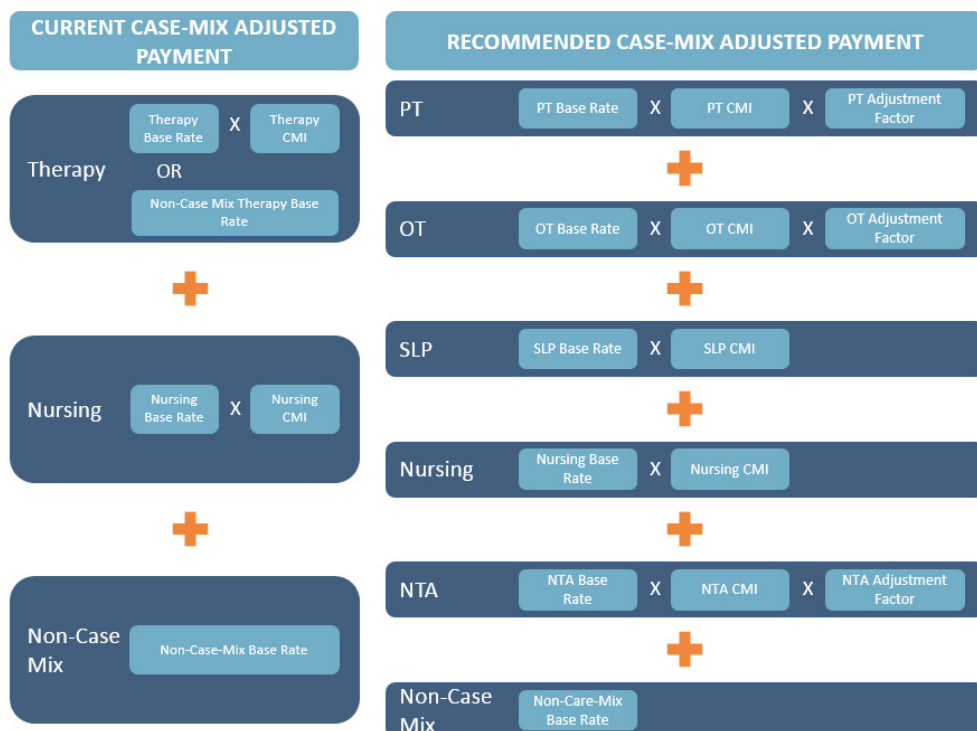 CURRENT CASE-MIX ADJUSTED
PAYMENT
Therapy
Therapy
Base Rate
X
Therapy
CMI
OR
Non-Case Mix Therapy Base
Rate
Nursing
Nursing
Base Rate
X
Nursing
CMI
Non-Case
Mix
Non-Case-Mix Base Rate
RECOMMENDED CASE-MIX ADJUSTED PAYMENT
PT
PT Base Rate
X
PT CMI
X
PT Adjustment
Factor
OT
OT Base Rate
X
OT CMI
X
OT Adjustment
Factor
SLP
SLP Base Rate
X
SLP CMI
Nursing
Nursing Base
Rate
X
Nursing CMI
NTA
NTA Base
Rate
X
NTA CMI
X
NTA Adjustment
Factor
Non-Case
Mix
Non-Care-Mix
Base Rate